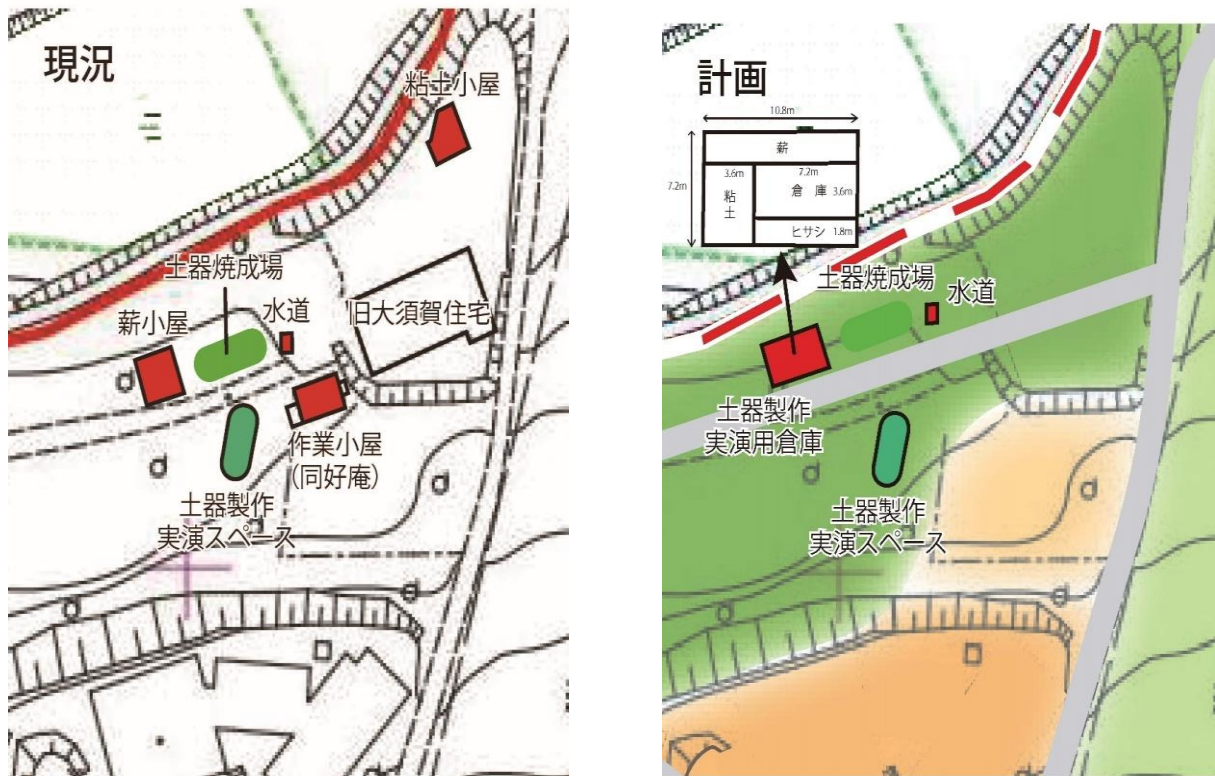 現況
粘土小屋
土器焼成場
水道
旧大須賀住宅
薪小屋
作業小屋
(同好庵)
土器製作
実演スペース
計画
10.8m
7.2m
薪
3.6m
7.2m
粘土
倉庫
3.6m
ヒサシ
1.8m
土器焼成場
水道
土器製作
実演用倉庫
土器製作
実演スペース